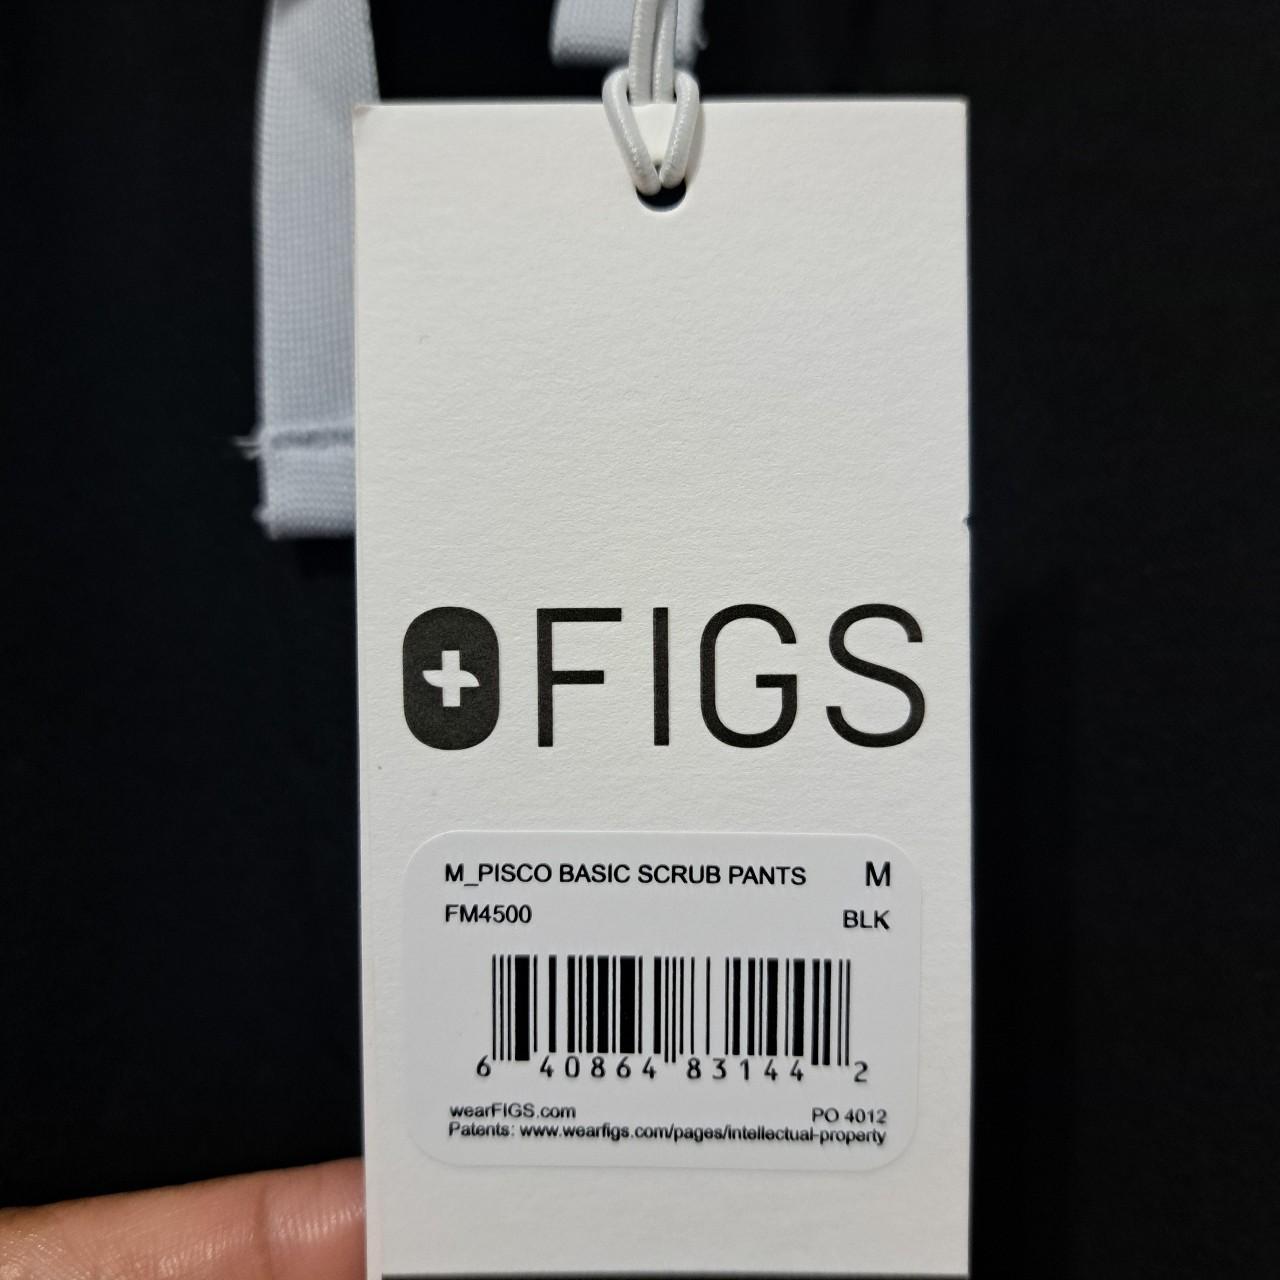 FIGS
M_PISCO BASIC SCRUB PANTS M
FM4500 BLK
6 40864 83144 2
wearFIGS.com PO 4012
Patents: www.wearfigs.com/pages/intellectual-property